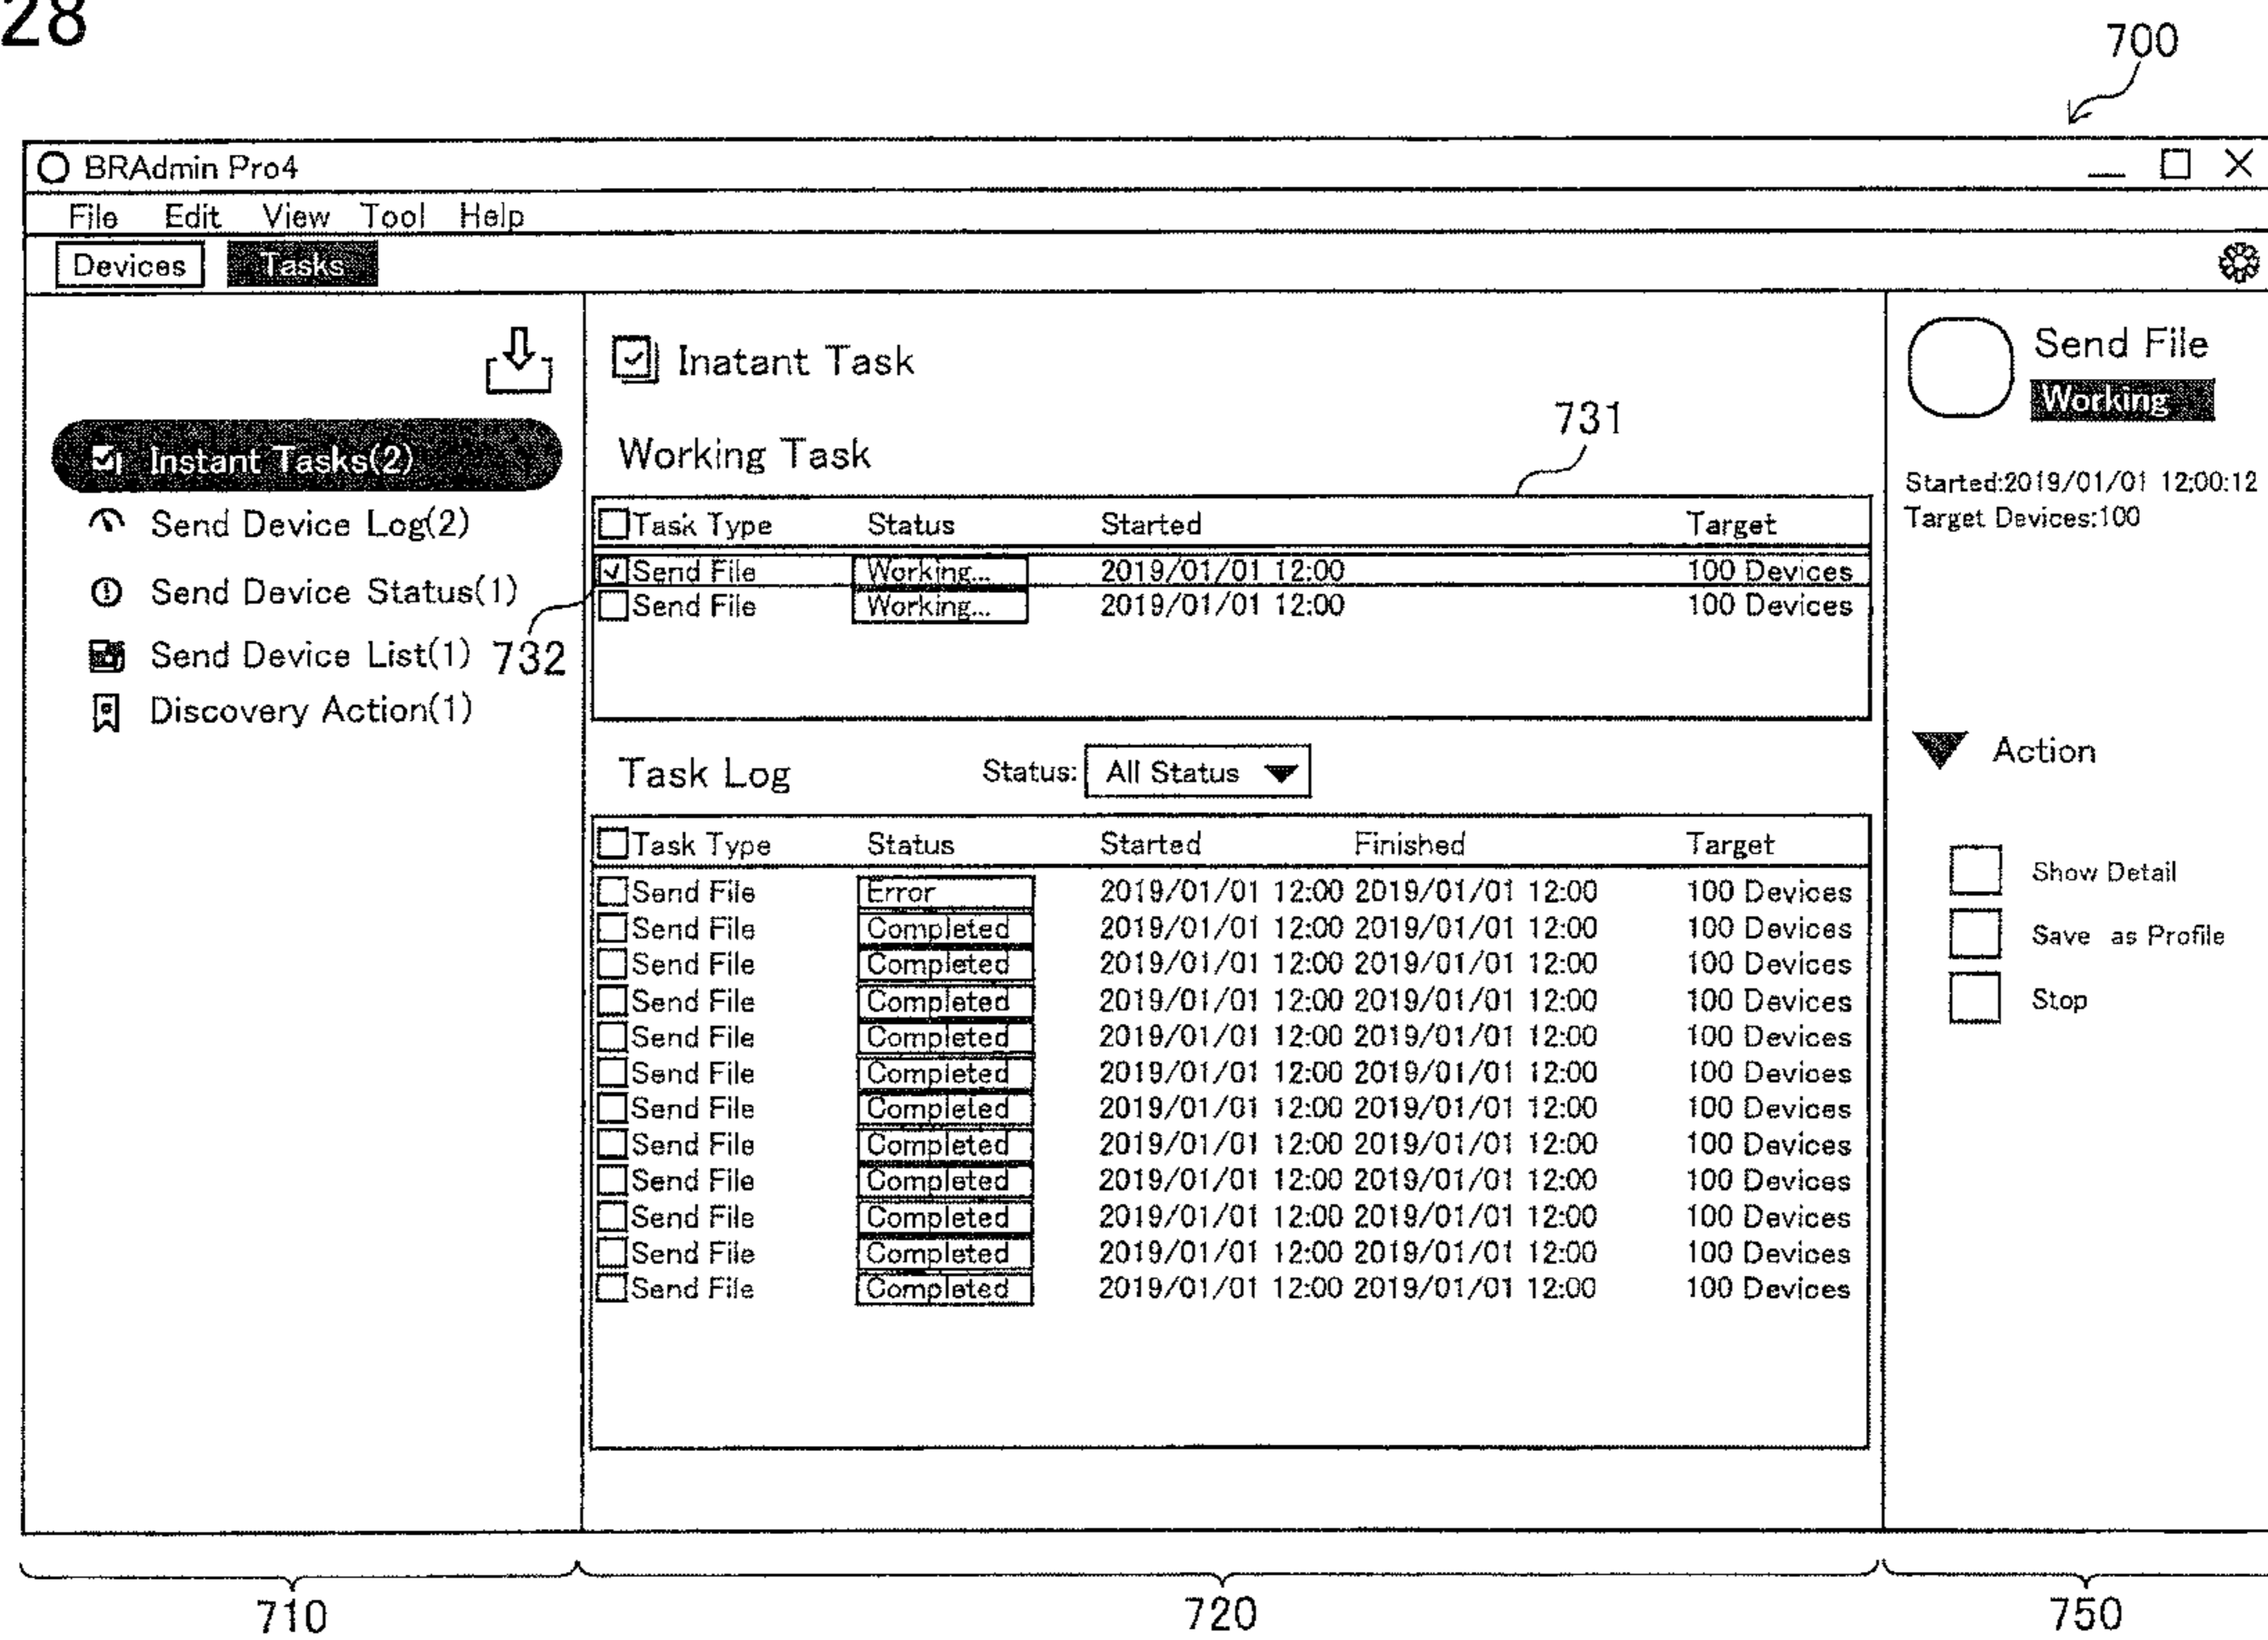 28
700
BRAdmin Pro4
File Edit View Tool Help
Devices Tasks
Instant Tasks(2)
Send Device Log(2)
Send Device Status(1)
Send Device List(1)
732
Discovery Action(1)
Inatant Task
Working Task
731
Task Type Status Started Target
Send File Working... 2019/01/01 12:00 100 Devices
Send File Working... 2019/01/01 12:00 100 Devices
Task Log Status: All Status
Task Type Status Started Finished Target
Send File Error 2019/01/01 12:00 2019/01/01 12:00 100 Devices
Send File Completed 2019/01/01 12:00 2019/01/01 12:00 100 Devices
Send File Completed 2019/01/01 12:00 2019/01/01 12:00 100 Devices
Send File Completed 2019/01/01 12:00 2019/01/01 12:00 100 Devices
Send File Completed 2019/01/01 12:00 2019/01/01 12:00 100 Devices
Send File Completed 2019/01/01 12:00 2019/01/01 12:00 100 Devices
Send File Completed 2019/01/01 12:00 2019/01/01 12:00 100 Devices
Send File Completed 2019/01/01 12:00 2019/01/01 12:00 100 Devices
Send File Completed 2019/01/01 12:00 2019/01/01 12:00 100 Devices
Send File Completed 2019/01/01 12:00 2019/01/01 12:00 100 Devices
Send File Completed 2019/01/01 12:00 2019/01/01 12:00 100 Devices
Send File Completed 2019/01/01 12:00 2019/01/01 12:00 100 Devices
Send File
Working
Started:2019/01/01 12:00:12
Target Devices:100
Action
Show Detail
Save as Profile
Stop
710 720 750